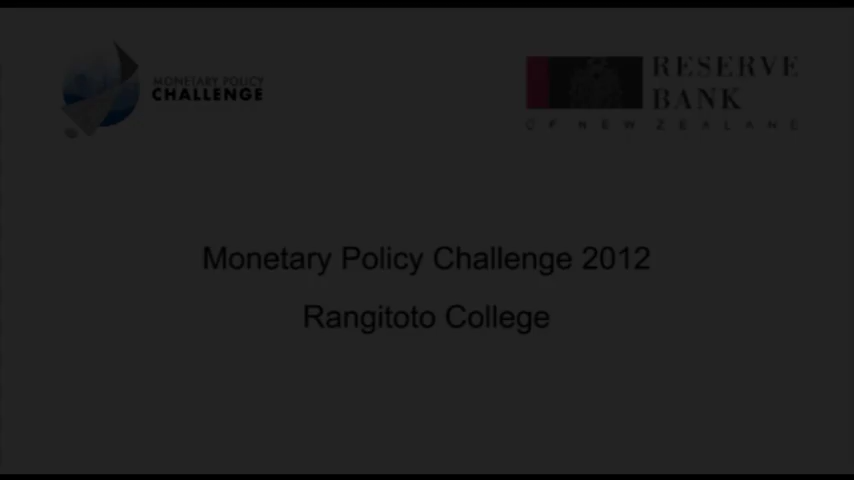 MONETARY POLICY
CHALLENGE
RESERVE
BANK
OF NEW ZEALAND
Monetary Policy Challenge 2012
Rangitoto College